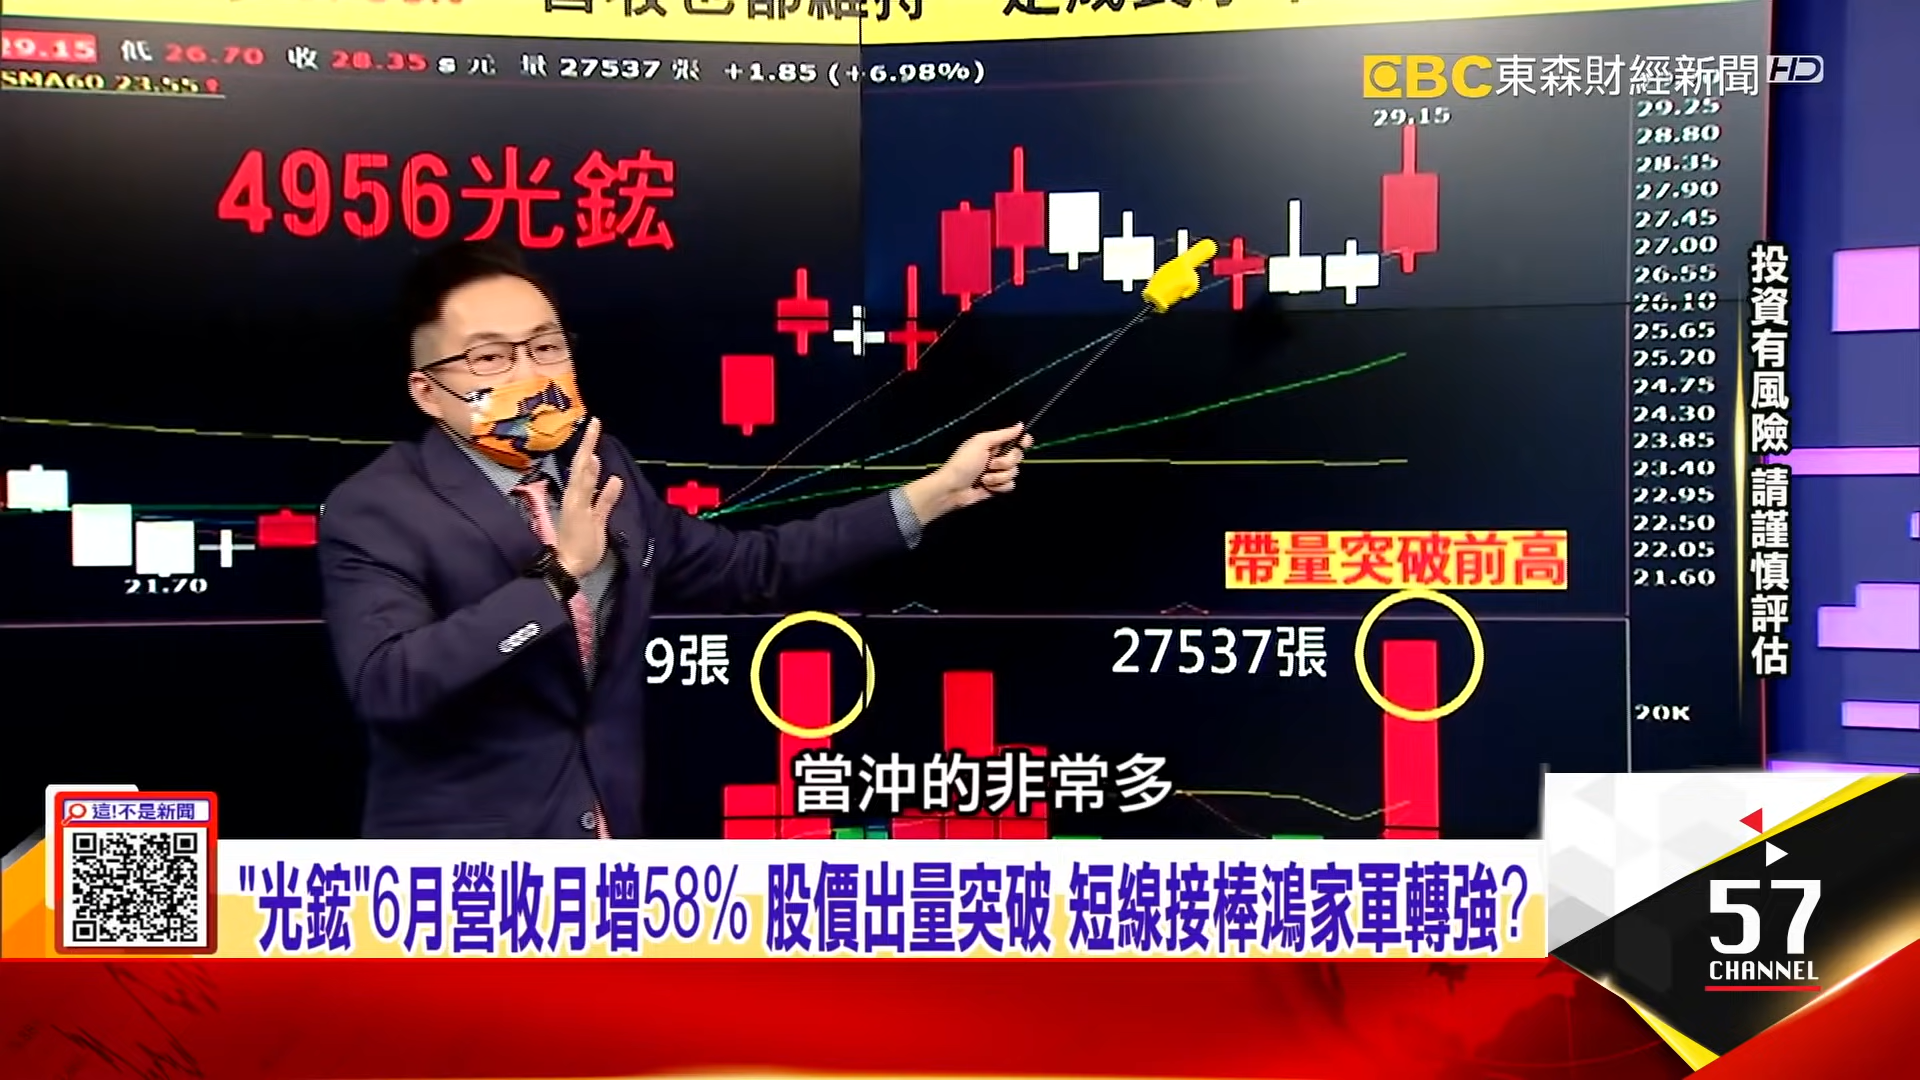 29.15 低 26.70 收 28.35 s 元 量 27537 張 +1.85 (+6.98%)
SMA60 23.55
EBC 東森財經新聞 HD
4956光鋐
29.15
29.25
28.80
28.35
27.90
27.45
27.00
26.55
26.10
25.65
25.20
24.75
24.30
23.85
23.40
22.95
22.50
22.05
21.60
投資有風險 請謹慎評估
21.70
帶量突破前高
9張
27537張
20K
當沖的非常多
這!不是新聞
"光鋐"6月營收月增58% 股價出量突破 短線接棒鴻家軍轉強?
57
CHANNEL